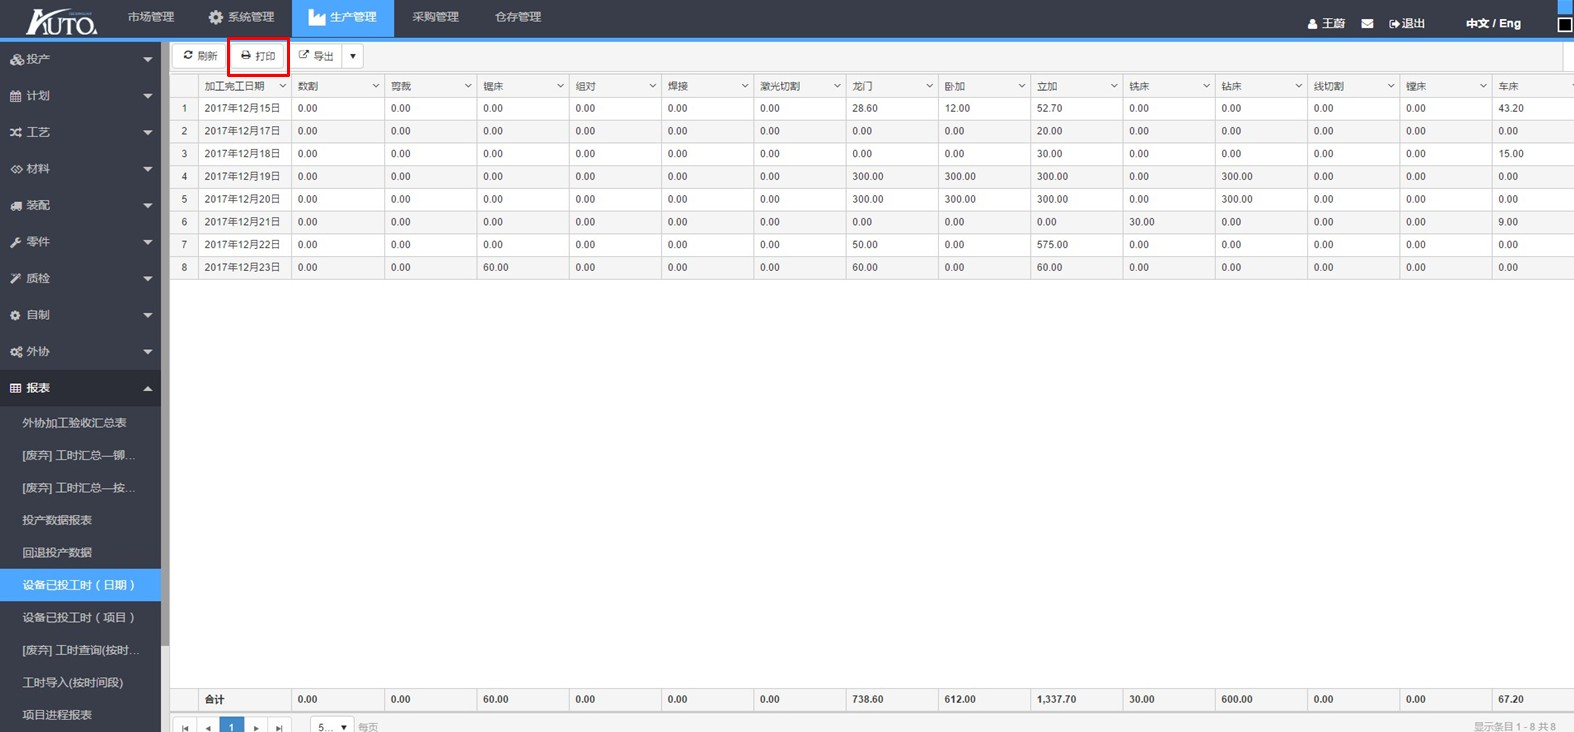 AUTO.
市场管理 系统管理 生产管理 采购管理 仓存管理 王蔚 退出 中文 / Eng
刷新 打印 导出
投产
计划
工艺
材料
装配
零件
质检
自制
外协
报表
外协加工验收汇总表
[废弃] 工时汇总—铆...
[废弃] 工时汇总—按...
投产数据报表
回退投产数据
设备已投工时 ( 日期 )
设备已投工时 ( 项目 )
[废弃] 工时查询(按时...
工时导入(按时间段)
项目进程报表
加工完工日期 数割 剪裁 锯床 组对 焊接 激光切割 龙门 卧加 立加 铣床 钻床 线切割 镗床 车床
1 2017年12月15日 0.00 0.00 0.00 0.00 0.00 0.00 28.60 12.00 52.70 0.00 0.00 0.00 0.00 43.20
2 2017年12月17日 0.00 0.00 0.00 0.00 0.00 0.00 0.00 0.00 20.00 0.00 0.00 0.00 0.00 0.00
3 2017年12月18日 0.00 0.00 0.00 0.00 0.00 0.00 0.00 0.00 30.00 0.00 0.00 0.00 0.00 15.00
4 2017年12月19日 0.00 0.00 0.00 0.00 0.00 0.00 300.00 300.00 300.00 0.00 300.00 0.00 0.00 0.00
5 2017年12月20日 0.00 0.00 0.00 0.00 0.00 0.00 300.00 300.00 300.00 0.00 300.00 0.00 0.00 0.00
6 2017年12月21日 0.00 0.00 0.00 0.00 0.00 0.00 0.00 0.00 0.00 30.00 0.00 0.00 0.00 9.00
7 2017年12月22日 0.00 0.00 0.00 0.00 0.00 0.00 50.00 0.00 575.00 0.00 0.00 0.00 0.00 0.00
8 2017年12月23日 0.00 0.00 60.00 0.00 0.00 0.00 60.00 0.00 60.00 0.00 0.00 0.00 0.00 0.00
合计 0.00 0.00 60.00 0.00 0.00 0.00 738.60 612.00 1,337.70 30.00 600.00 0.00 0.00 67.20
1 5... 每页 显示条目 1 - 8 共 8